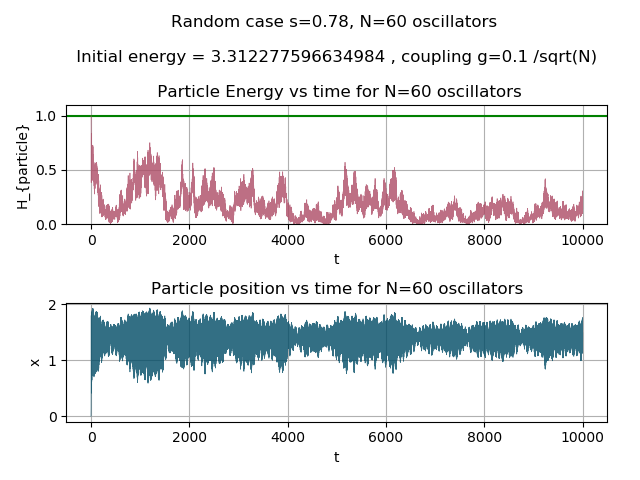 Random case s=0.78, N=60 oscillators
Initial energy = 3.312277596634984 , coupling g=0.1 /sqrt(N)
Particle Energy vs time for N=60 oscillators
1.0
0.5
0.0
H_{particle}
0 2000 4000 6000 8000 10000
t
Particle position vs time for N=60 oscillators
2
1
0
x
0 2000 4000 6000 8000 10000
t